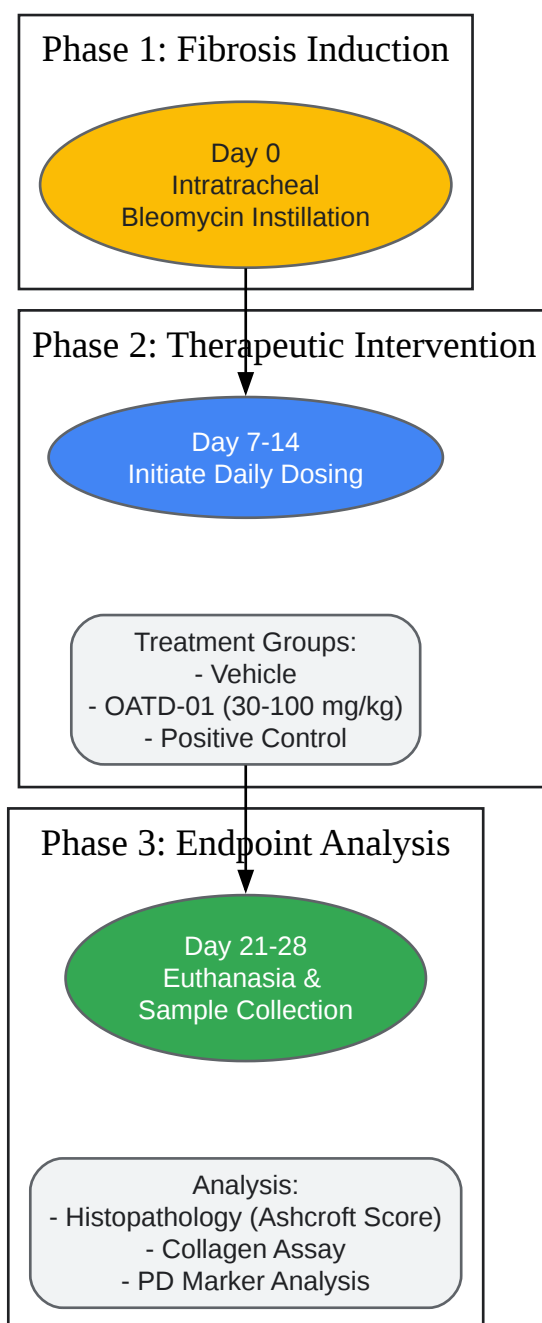 Phase 1: Fibrosis Induction
Day 0
Intratracheal
Bleomycin Instillation
Phase 2: Therapeutic Intervention
Day 7-14
Initiate Daily Dosing
Treatment Groups:
- Vehicle
- OATD-01 (30-100 mg/kg)
- Positive Control
Phase 3: Endpoint Analysis
Day 21-28
Euthanasia &
Sample Collection
Analysis:
- Histopathology (Ashcroft Score)
- Collagen Assay
- PD Marker Analysis